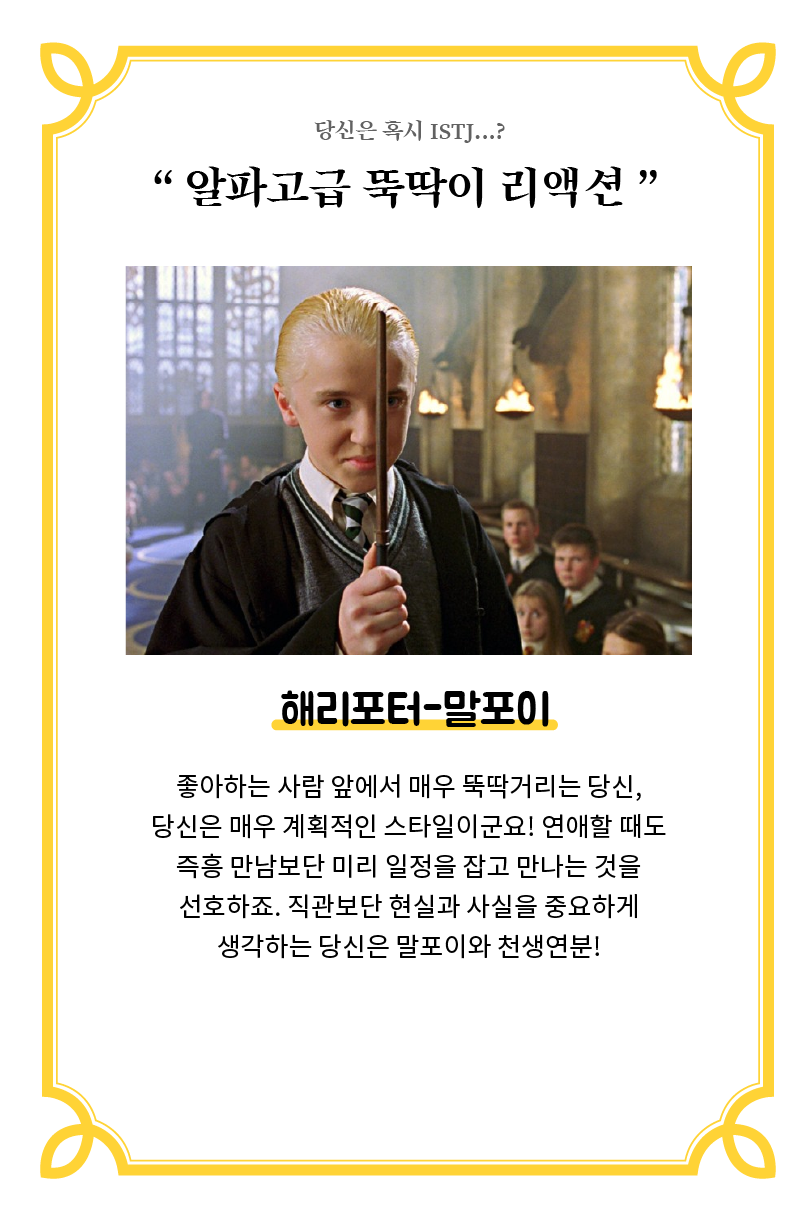 당신은 혹시 ISTJ...?
“ 알파고급 뚝딱이 리액션 ”
해리포터-말포이
좋아하는 사람 앞에서 매우 뚝딱거리는 당신,
당신은 매우 계획적인 스타일이군요! 연애할 때도
즉흥 만남보단 미리 일정을 잡고 만나는 것을
선호하죠. 직관보단 현실과 사실을 중요하게
생각하는 당신은 말포이와 천생연분!